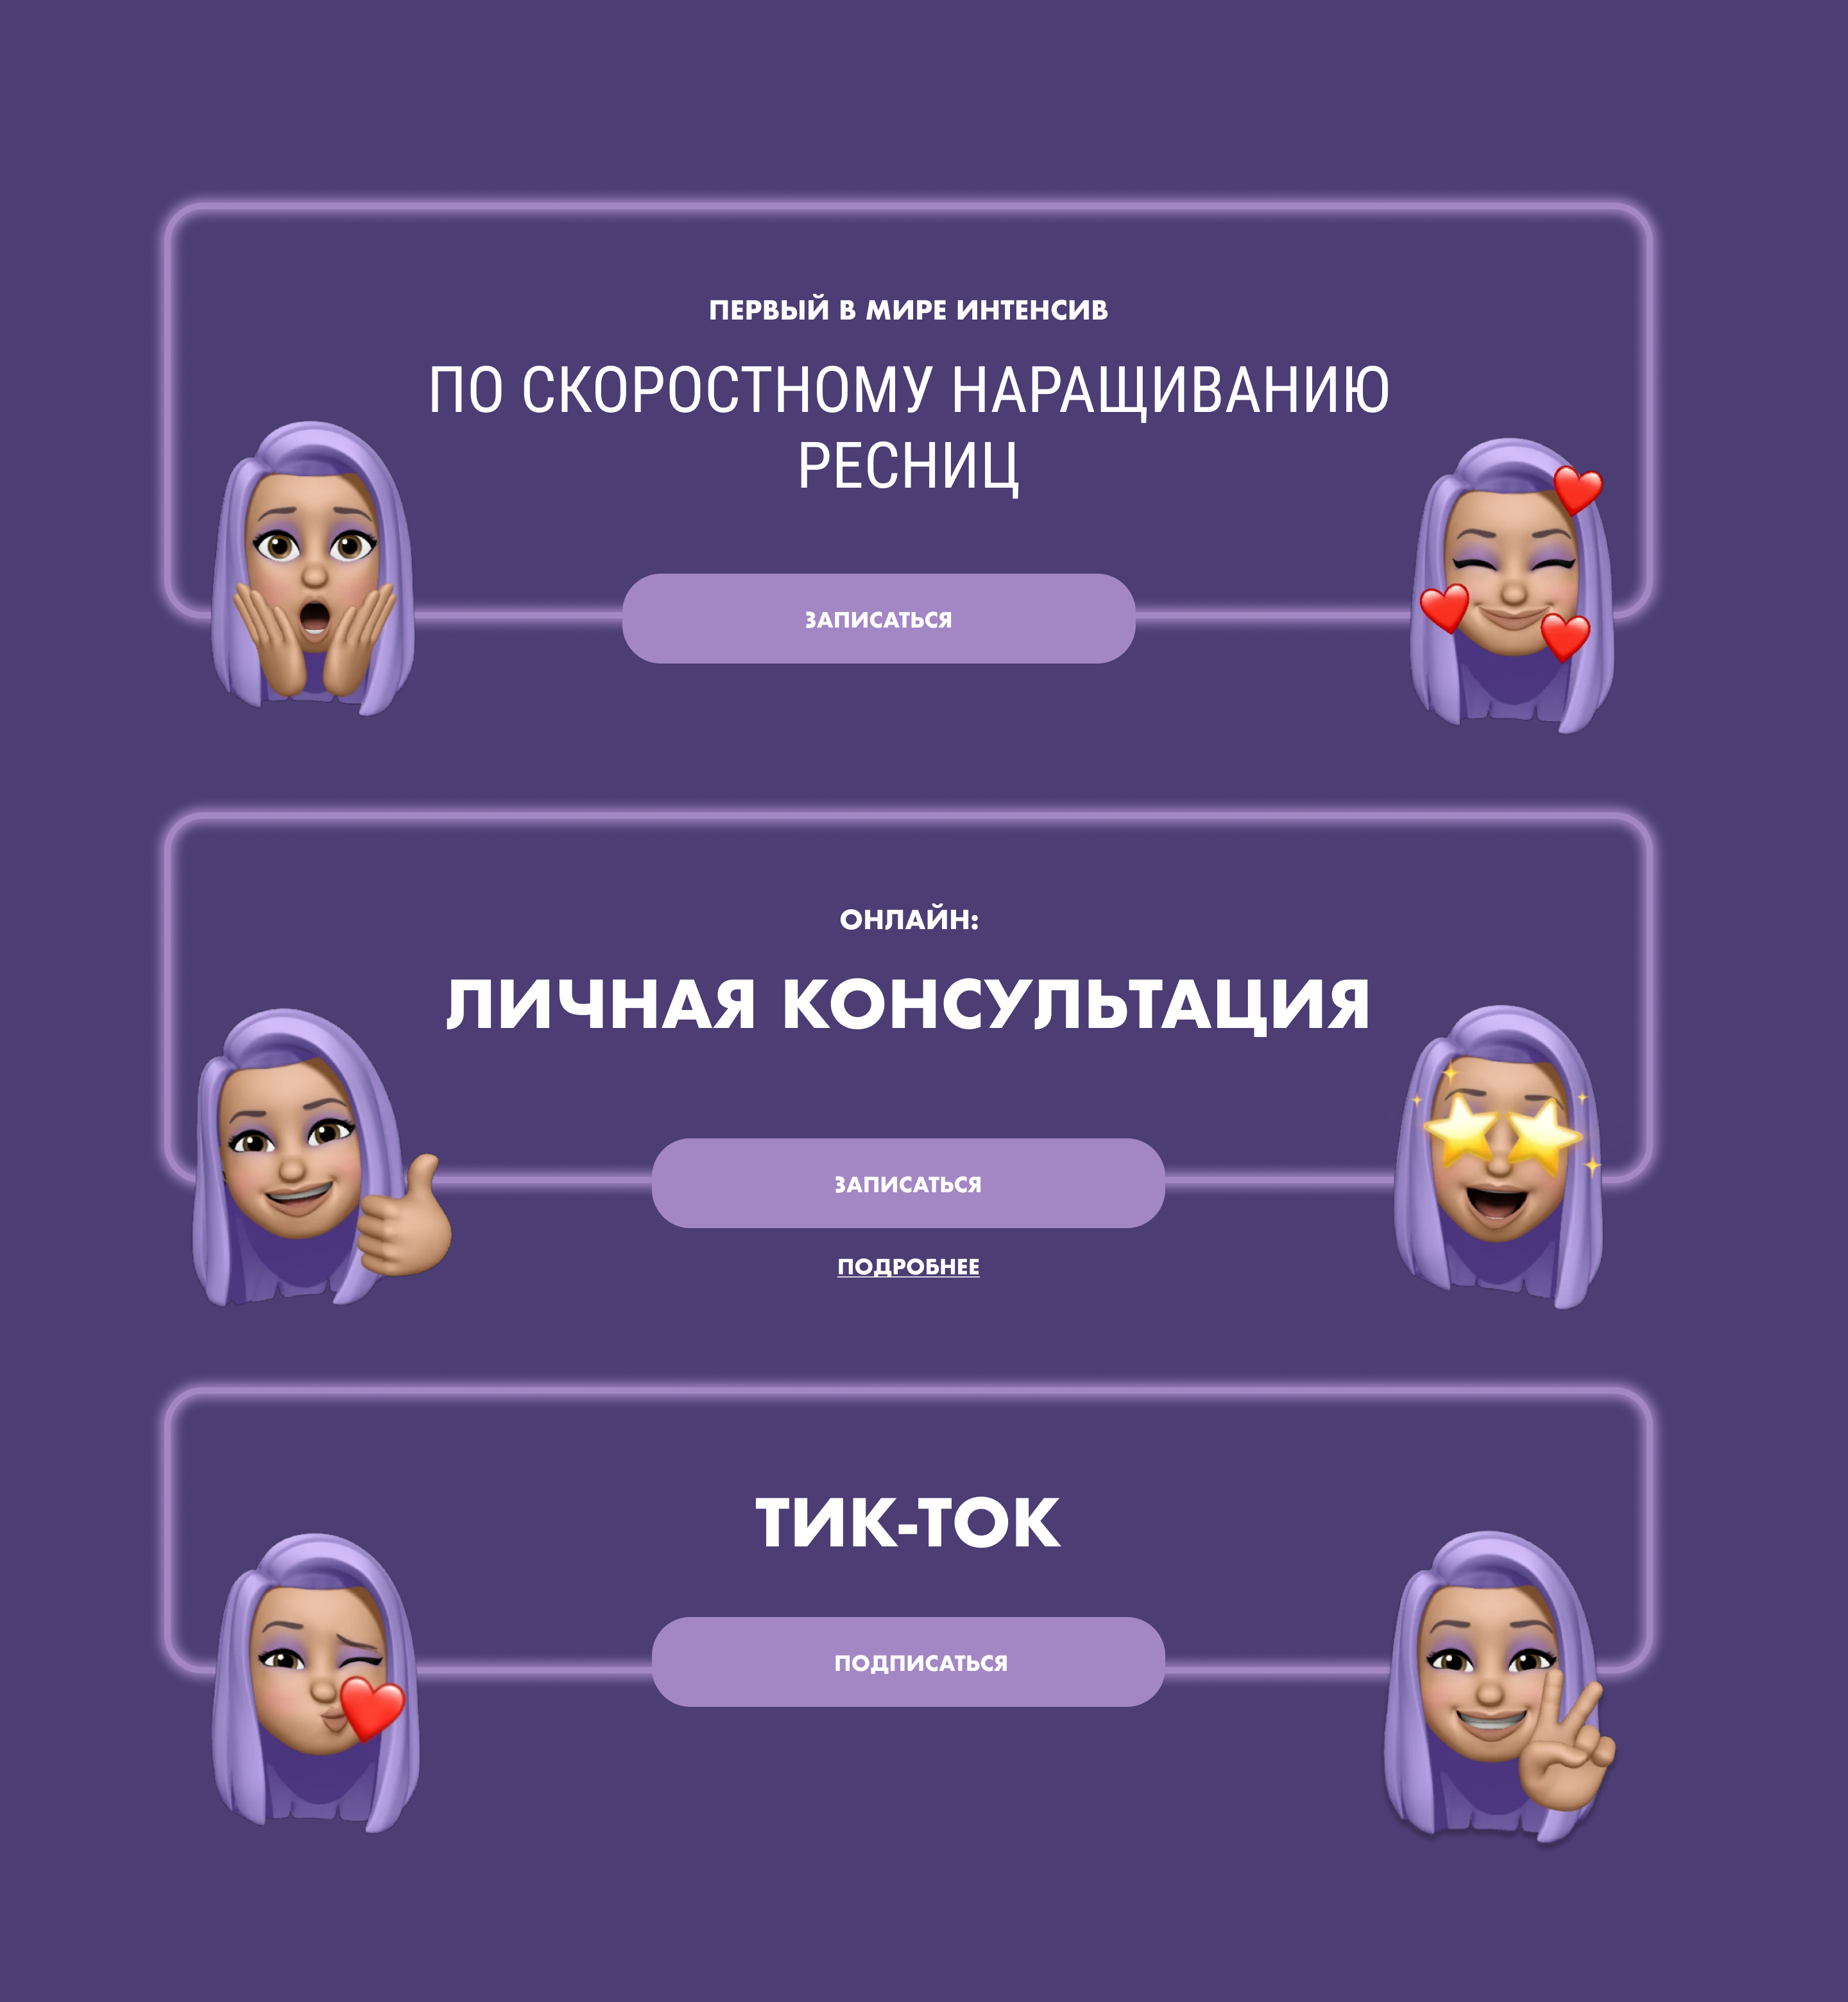 ПЕРВЫЙ В МИРЕ ИНТЕНСИВ
ПО СКОРОСТНОМУ НАРАЩИВАНИЮ
РЕСНИЦ
ЗАПИСАТЬСЯ
ОНЛАЙН:
ЛИЧНАЯ КОНСУЛЬТАЦИЯ
ЗАПИСАТЬСЯ
ПОДРОБНЕЕ
ТИК-ТОК
ПОДПИСАТЬСЯ